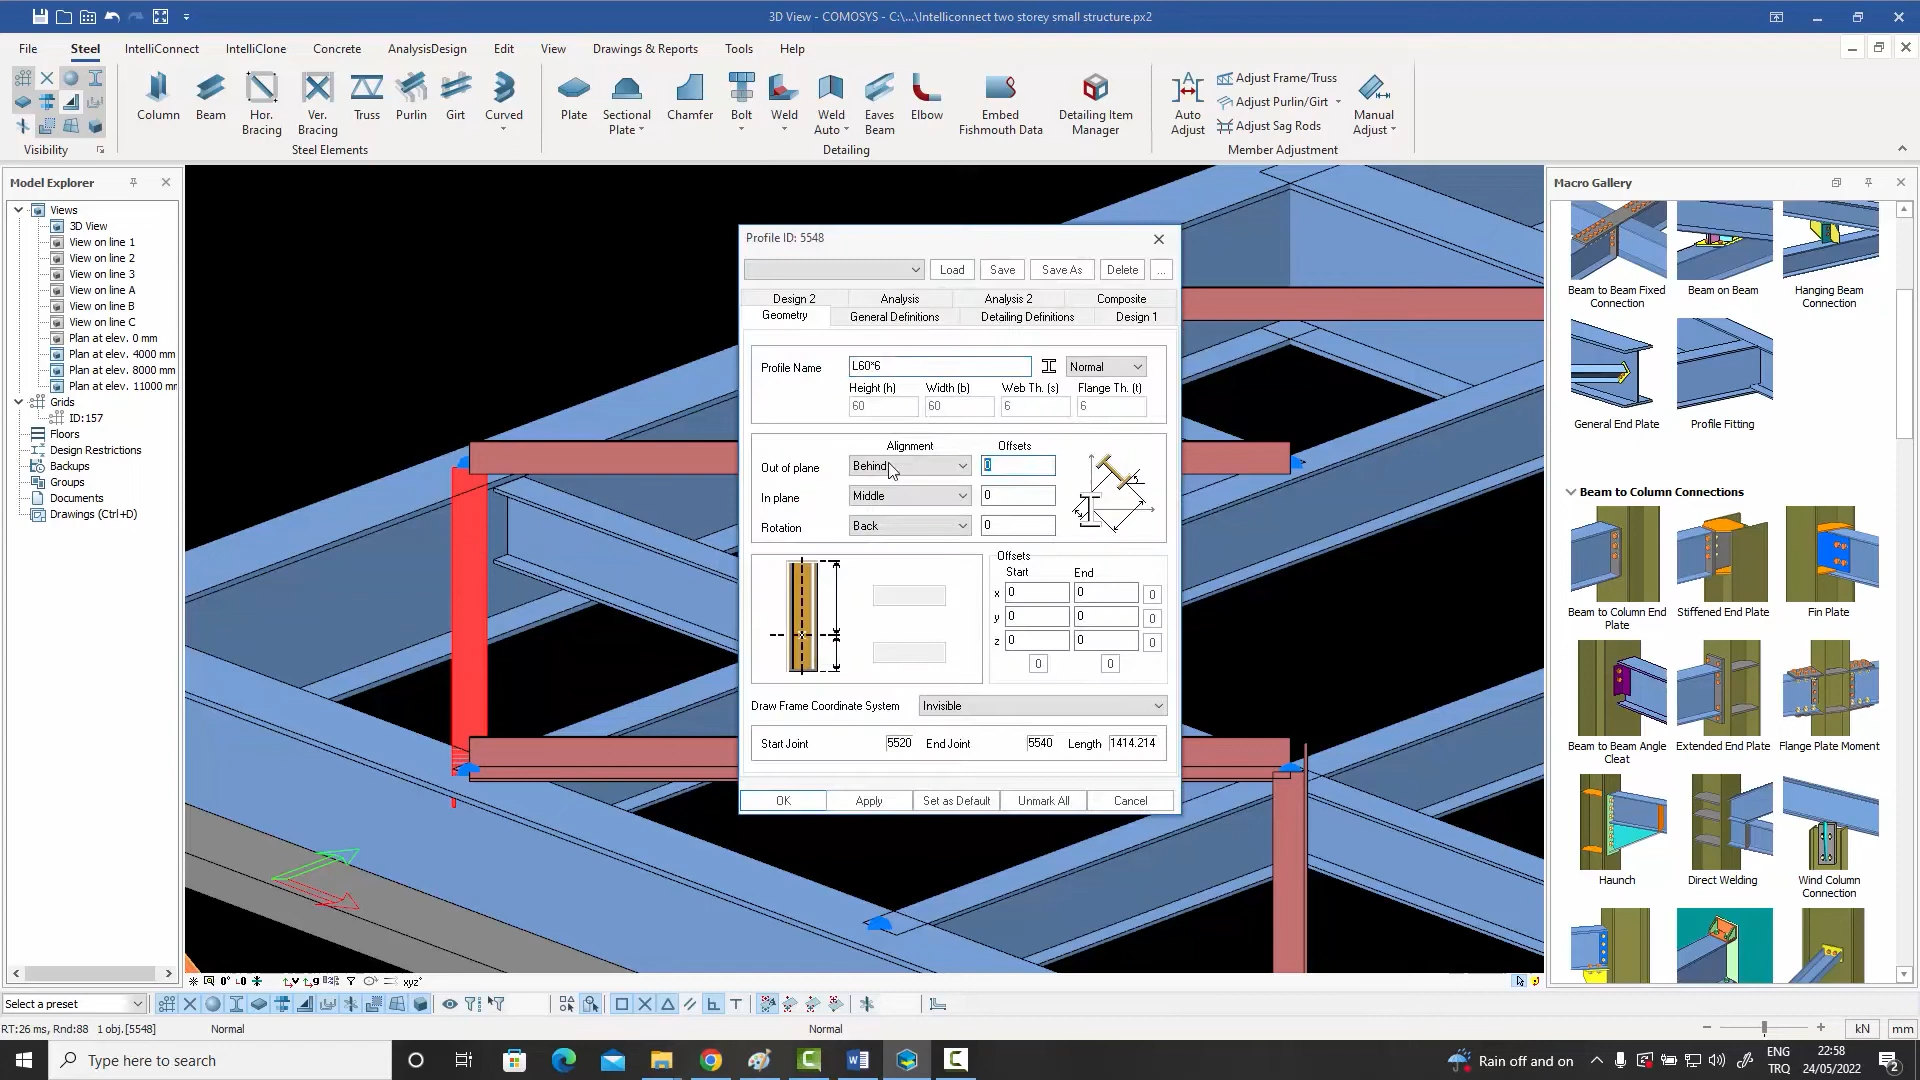 3D View - COMOSYS - C:\...\Intelliconnect two storey small structure.px2
File
Steel
IntelliConnect
IntelliClone
Concrete
AnalysisDesign
Edit
View
Drawings & Reports
Tools
Help
Column
Beam
Hor. Bracing
Ver. Bracing
Truss
Purlin
Girt
Curved
Plate
Sectional Plate
Chamfer
Bolt
Weld
Weld Auto
Eaves Beam
Elbow
Embed Fishmouth Data
Detailing Item Manager
Auto Adjust
Adjust Frame/Truss
Adjust Purlin/Girt
Adjust Sag Rods
Manual Adjust
Visibility
Steel Elements
Detailing
Member Adjustment
Model Explorer
Views
3D View
View on line 1
View on line 2
View on line 3
View on line A
View on line B
View on line C
Plan at elev. 0 mm
Plan at elev. 4000 mm
Plan at elev. 8000 mm
Plan at elev. 11000 mm
Grids
ID:157
Floors
Design Restrictions
Backups
Groups
Documents
Drawings (Ctrl+D)
Profile ID: 5548
Load
Save
Save As
Delete
...
Design 2
Analysis
Analysis 2
Composite
Geometry
General Definitions
Detailing Definitions
Design 1
Profile Name
L60*6
Normal
Height (h)
Width (b)
Web Th. (s)
Flange Th. (t)
60
60
6
6
Alignment
Offsets
Out of plane
Behind
0
In plane
Middle
0
Rotation
Back
0
Offsets
Start
End
x 0 0 0
y 0 0 0
z 0 0 0
0 0
Draw Frame Coordinate System
Invisible
Start Joint
5520
End Joint
5540
Length
1414.214
OK
Apply
Set as Default
Unmark All
Cancel
Macro Gallery
Beam to Beam Fixed Connection
Beam on Beam
Hanging Beam Connection
General End Plate
Profile Fitting
Beam to Column Connections
Beam to Column End Plate
Stiffened End Plate
Fin Plate
Beam to Beam Angle Cleat
Extended End Plate
Flange Plate Moment
Haunch
Direct Welding
Wind Column Connection
Select a preset
RT:26 ms, Rnd:88
1 obj.[5548]
Normal
Normal
kN
mm
Type here to search
Rain off and on
ENG
TRQ
22:58
24/05/2022
2